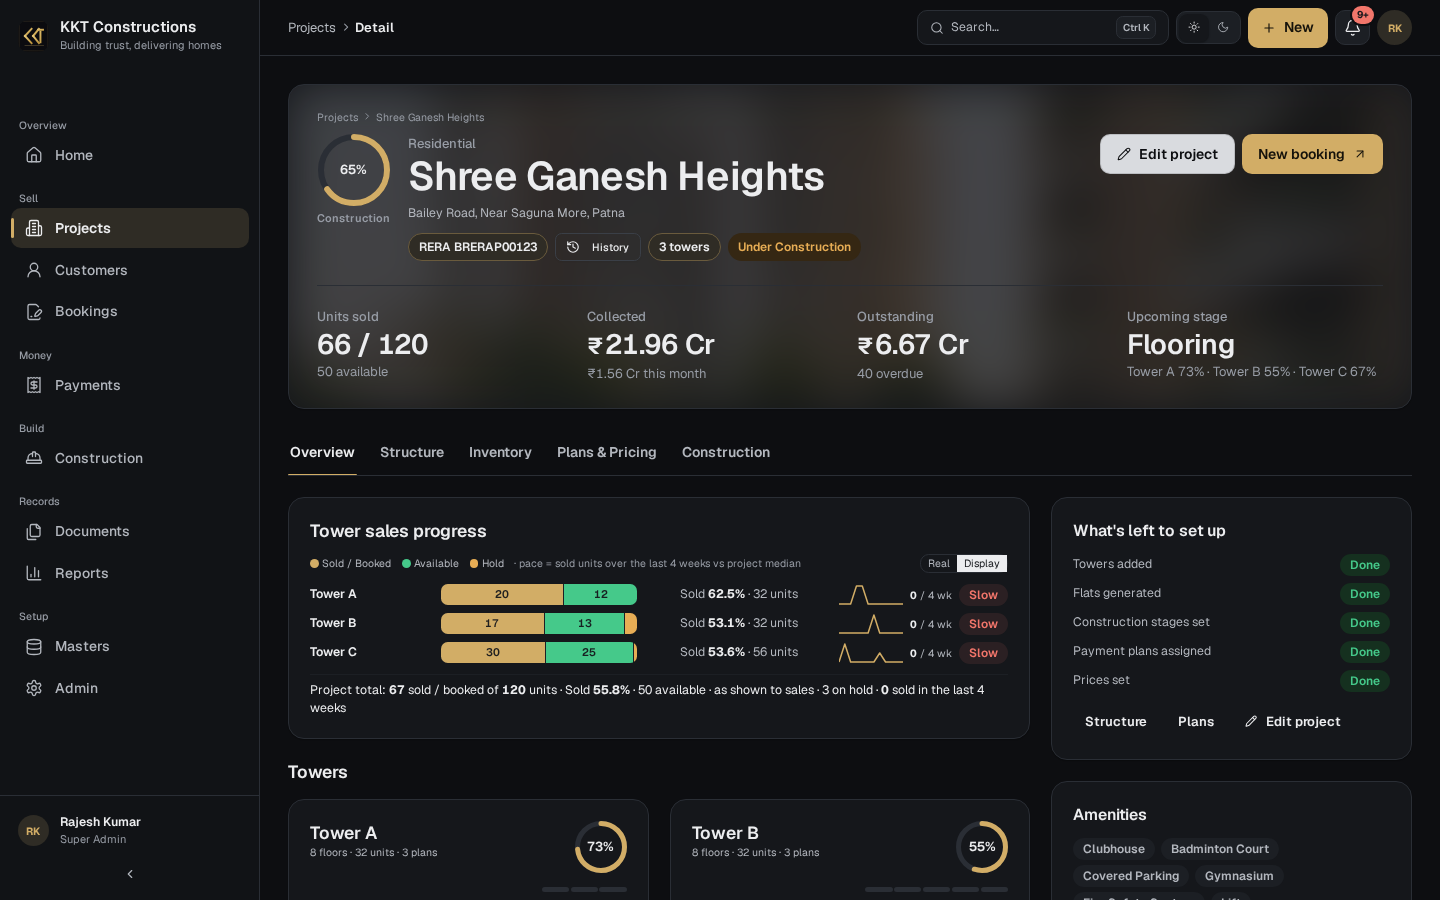 KKT Constructions
Building trust, delivering homes
Overview
Home
Sell
Projects
Customers
Bookings
Money
Payments
Build
Construction
Records
Documents
Reports
Setup
Masters
Admin
RK
Rajesh Kumar
Super Admin
Projects > Detail
Search...
Ctrl K
+ New
9+
RK
Projects > Shree Ganesh Heights
65%
Construction
Residential
Shree Ganesh Heights
Bailey Road, Near Saguna More, Patna
RERA BRERAP00123
History
3 towers
Under Construction
Edit project
New booking
Units sold
66 / 120
50 available
Collected
₹21.96 Cr
₹1.56 Cr this month
Outstanding
₹6.67 Cr
40 overdue
Upcoming stage
Flooring
Tower A 73% · Tower B 55% · Tower C 67%
Overview Structure Inventory Plans & Pricing Construction
Tower sales progress
Sold / Booked Available Hold · pace = sold units over the last 4 weeks vs project median
Real Display
Tower A 20 12 Sold 62.5% · 32 units 0 / 4 wk Slow
Tower B 17 13 Sold 53.1% · 32 units 0 / 4 wk Slow
Tower C 30 25 Sold 53.6% · 56 units 0 / 4 wk Slow
Project total: 67 sold / booked of 120 units · Sold 55.8% · 50 available · as shown to sales · 3 on hold · 0 sold in the last 4
weeks
Towers
Tower A
8 floors · 32 units · 3 plans
73%
Tower B
8 floors · 32 units · 3 plans
55%
What's left to set up
Towers added Done
Flats generated Done
Construction stages set Done
Payment plans assigned Done
Prices set Done
Structure Plans Edit project
Amenities
Clubhouse Badminton Court
Covered Parking Gymnasium